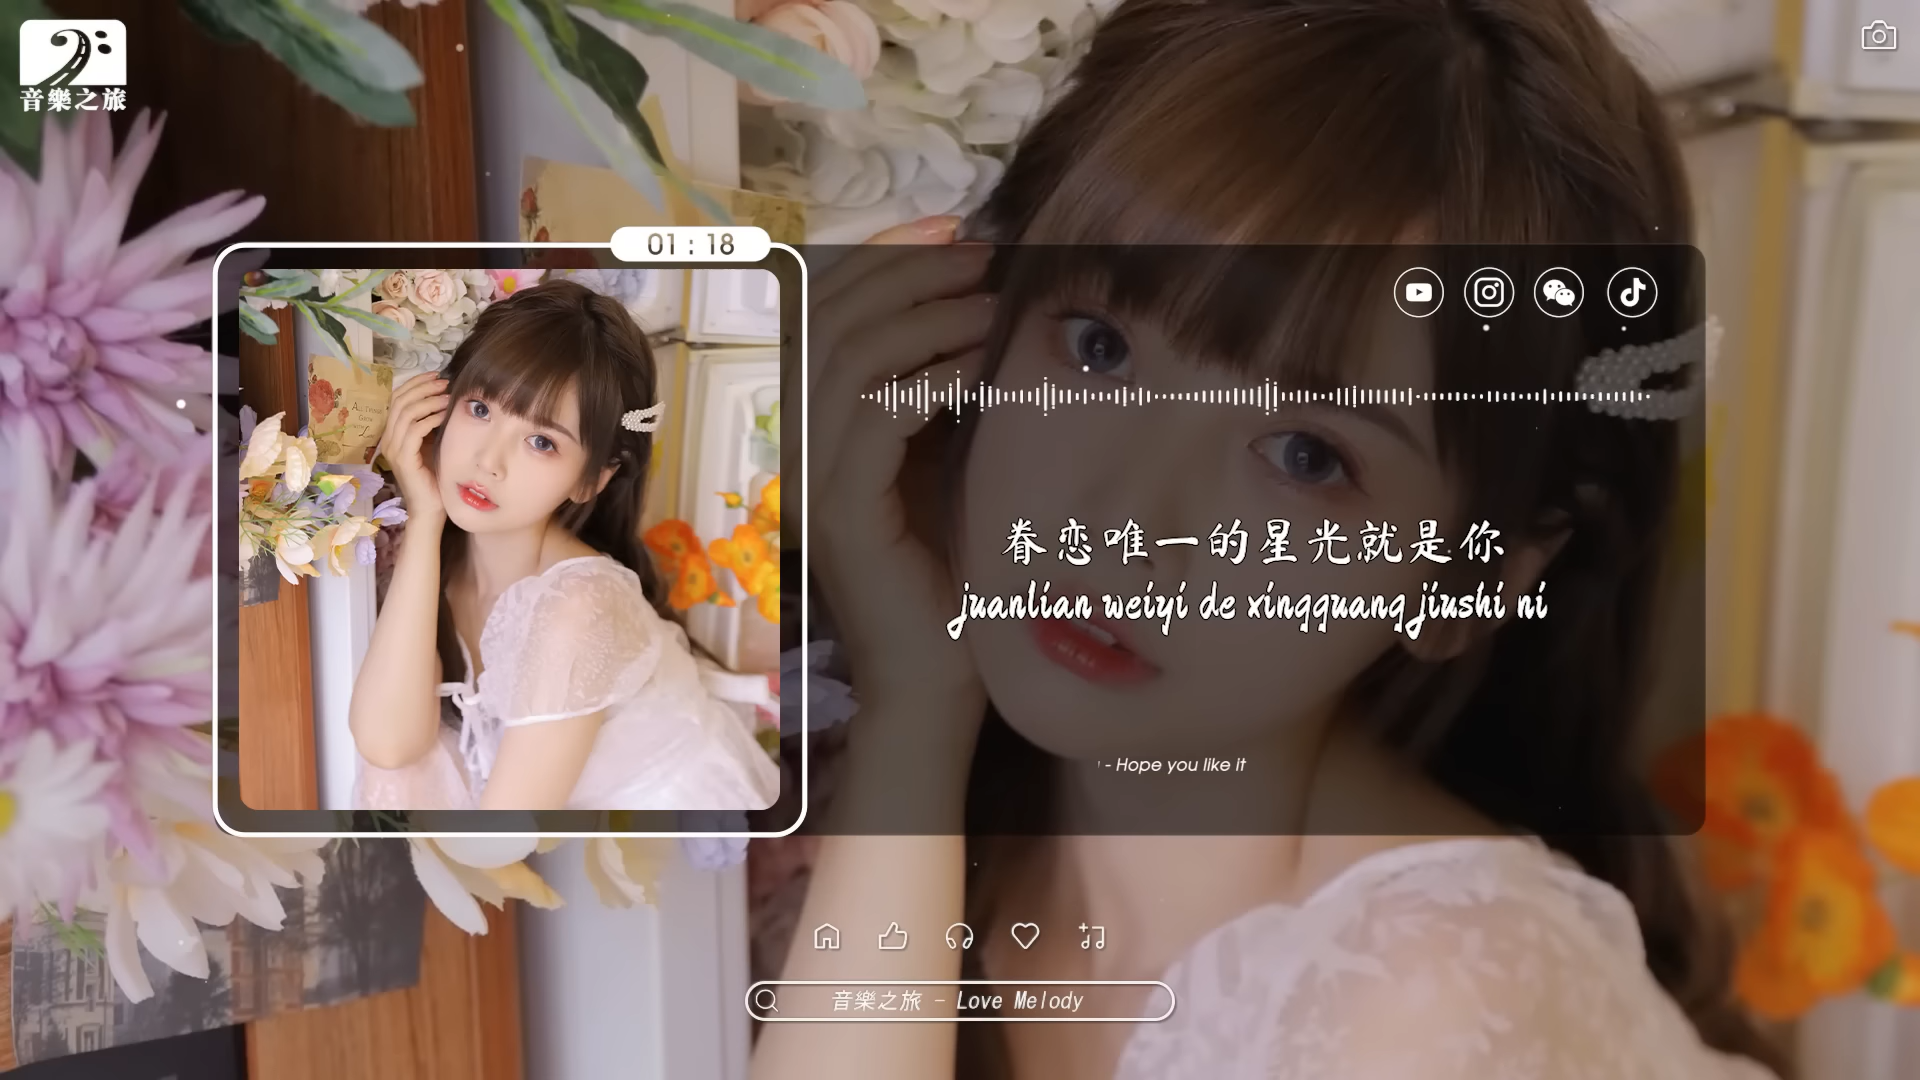 音樂之旅
01 : 18
眷恋唯一的星光就是你
juanlian weiyi de xingguang jiushi ni
- Hope you like it
音樂之旅 - Love Melody